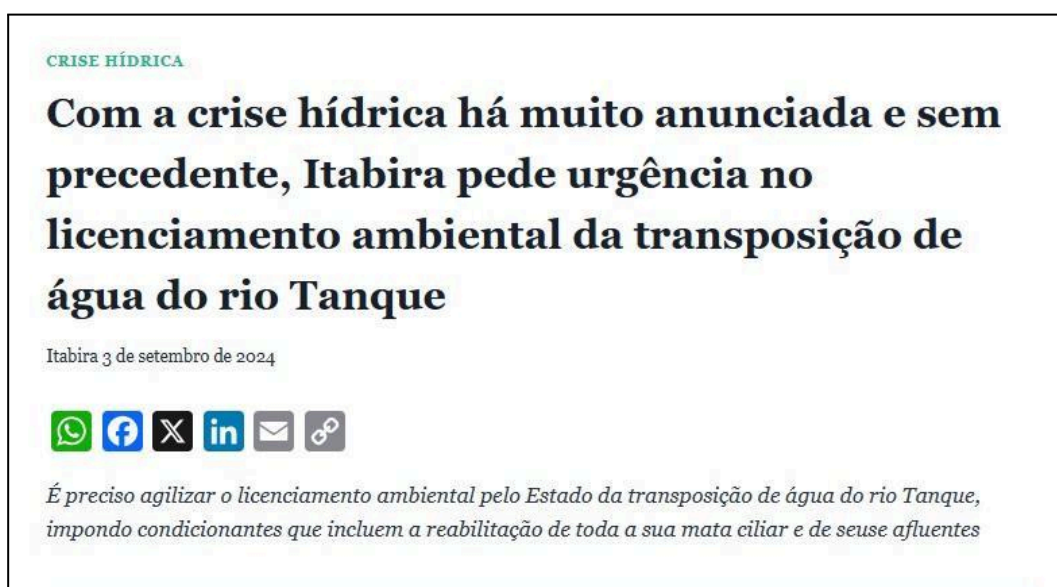 CRISE HÍDRICA
Com a crise hídrica há muito anunciada e sem
precedente, Itabira pede urgência no
licenciamento ambiental da transposição de
água do rio Tanque
Itabira 3 de setembro de 2024
É preciso agilizar o licenciamento ambiental pelo Estado da transposição de água do rio Tanque,
impondo condicionantes que incluem a reabilitação de toda a sua mata ciliar e de seuse afluentes